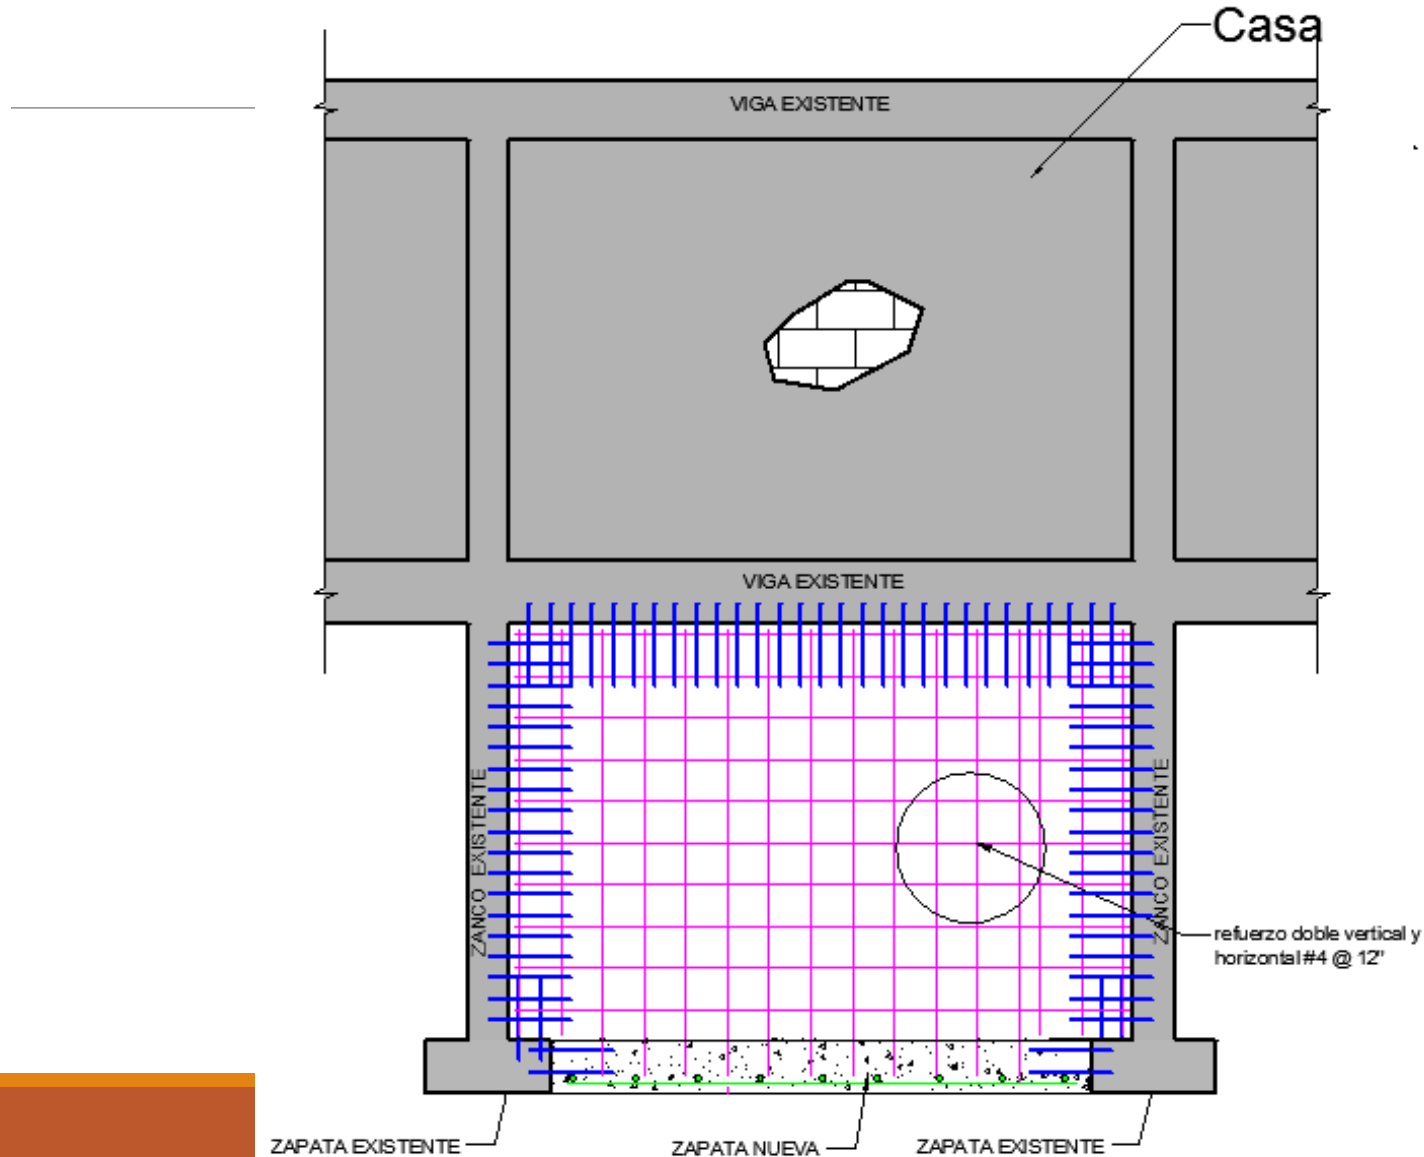 Casa
VIGA EXISTENTE
VIGA EXISTENTE
ZANCO EXISTENTE
ZANCO EXISTENTE
refuerzo doble vertical y
horizontal #4 @ 12"
ZAPATA EXISTENTE
ZAPATA NUEVA
ZAPATA EXISTENTE